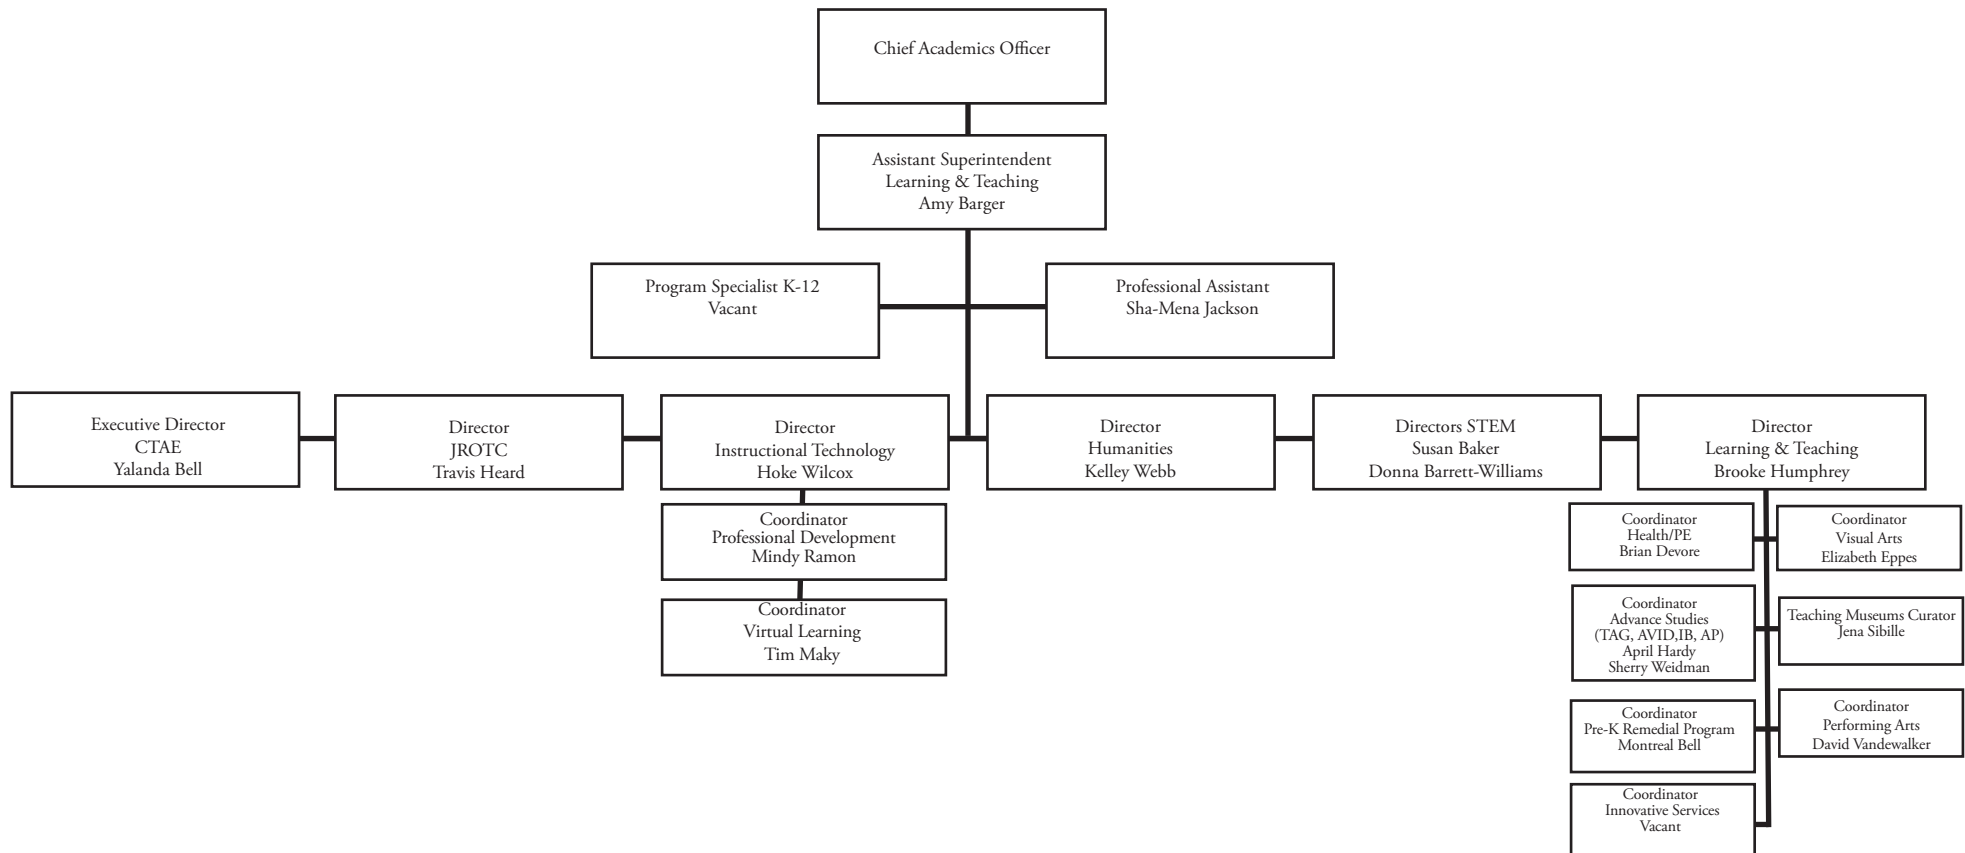 Chief Academics Officer
Assistant Superintendent
Learning & Teaching
Amy Barger
Program Specialist K-12
Vacant
Professional Assistant
Sha-Mena Jackson
Executive Director
CTAE
Yalanda Bell
Director
JROTC
Travis Heard
Director
Instructional Technology
Hoke Wilcox
Director
Humanities
Kelley Webb
Directors STEM
Susan Baker
Donna Barrett-Williams
Director
Learning & Teaching
Brooke Humphrey
Coordinator
Professional Development
Mindy Ramon
Coordinator
Virtual Learning
Tim Maky
Coordinator
Health/PE
Brian Devore
Coordinator
Visual Arts
Elizabeth Eppes
Coordinator
Advance Studies
(TAG, AVID,IB, AP)
April Hardy
Sherry Weidman
Teaching Museums Curator
Jena Sibille
Coordinator
Pre-K Remedial Program
Montreal Bell
Coordinator
Performing Arts
David Vandewalker
Coordinator
Innovative Services
Vacant